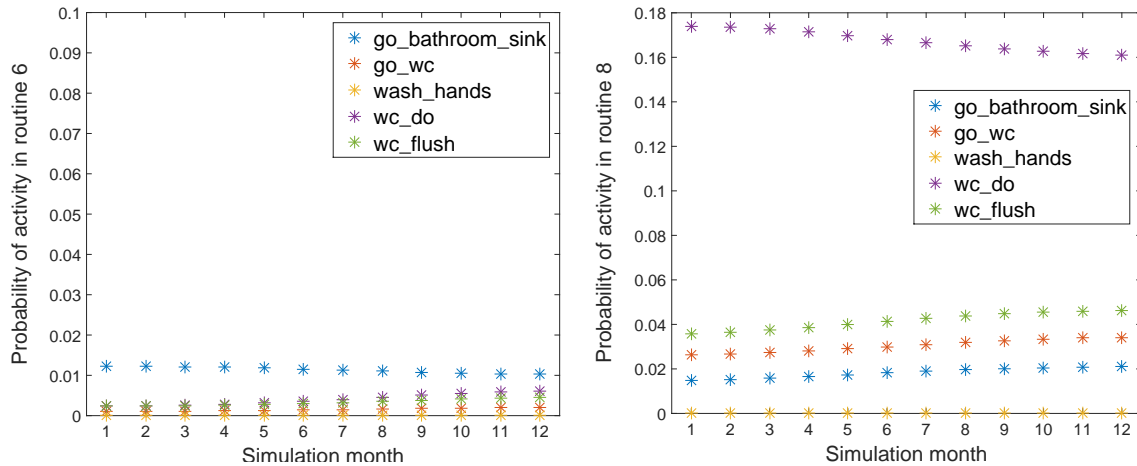 Probability of activity in routine 6
0.1
0.09
0.08
0.07
0.06
0.05
0.04
0.03
0.02
0.01
0
go_bathroom_sink
go_wc
wash_hands
wc_do
wc_flush
1 2 3 4 5 6 7 8 9 10 11 12
Simulation month
Probability of activity in routine 8
0.18
0.16
0.14
0.12
0.1
0.08
0.06
0.04
0.02
0
go_bathroom_sink
go_wc
wash_hands
wc_do
wc_flush
1 2 3 4 5 6 7 8 9 10 11 12
Simulation month